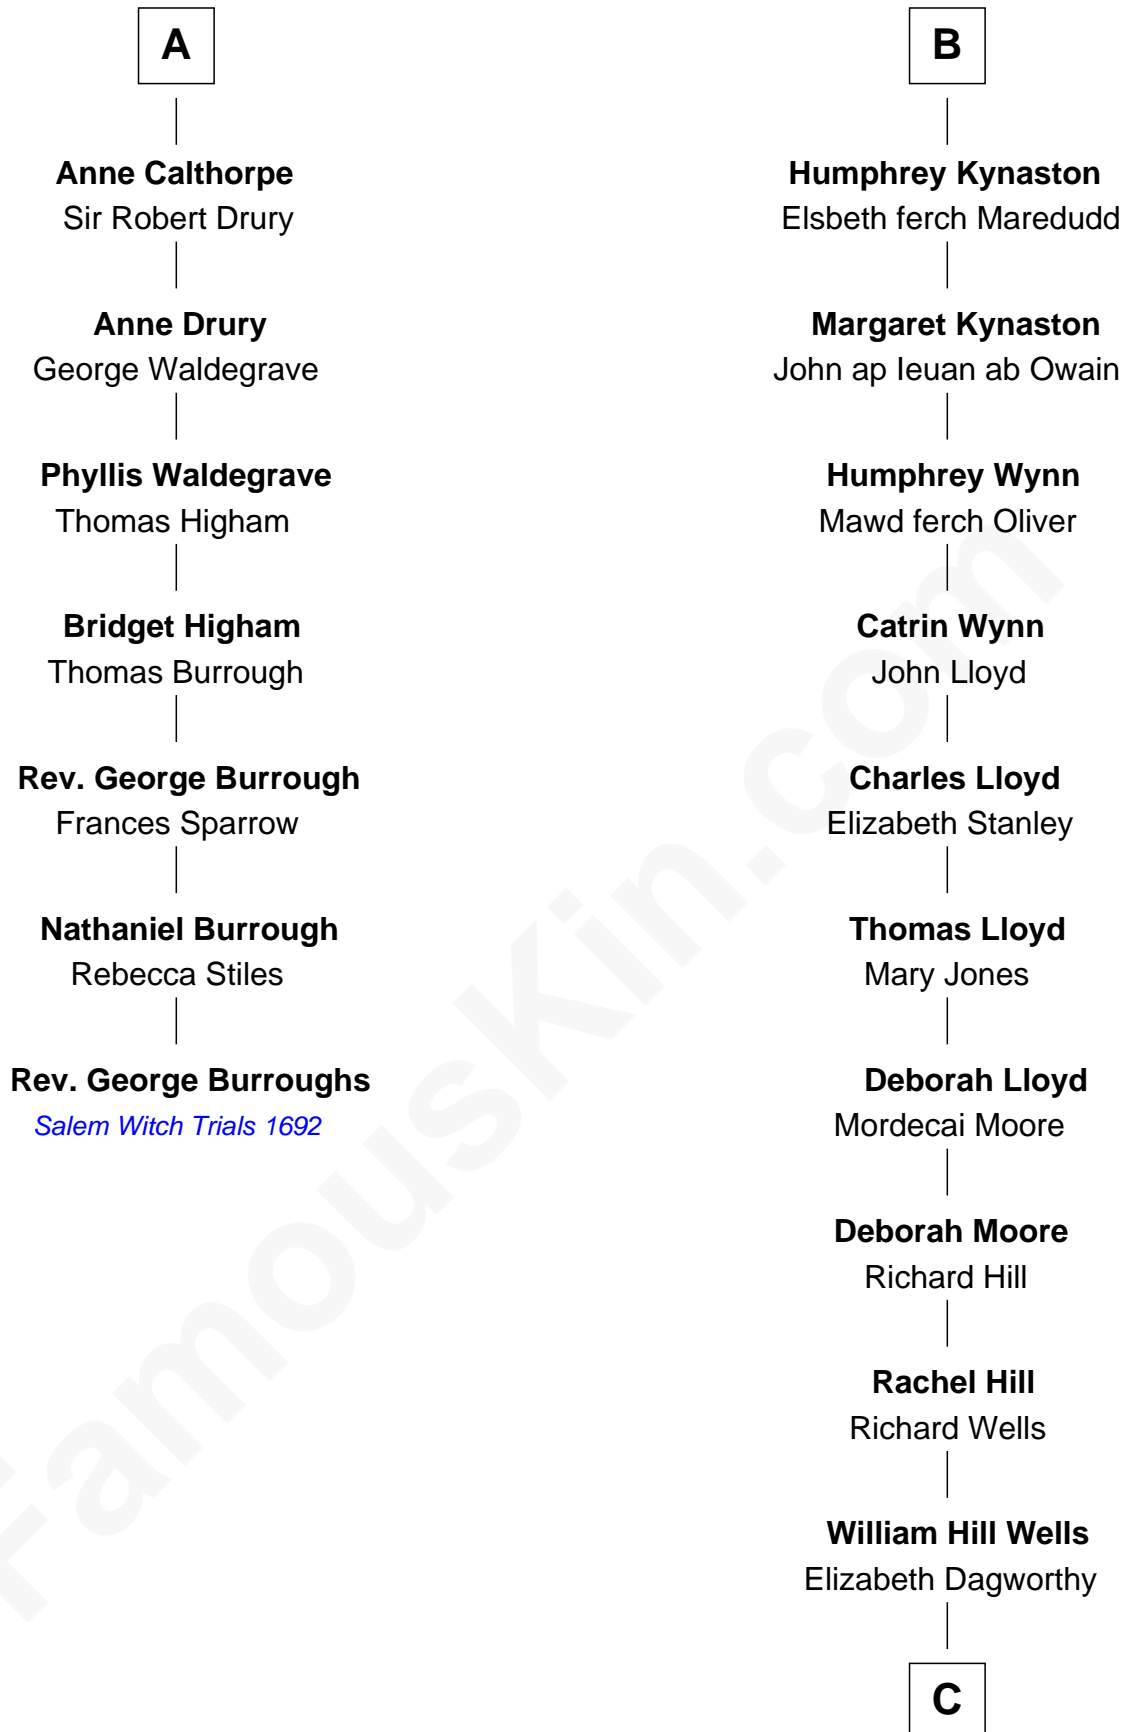 A
Anne Calthorpe
Sir Robert Drury
Anne Drury
George Waldegrave
Phyllis Waldegrave
Thomas Higham
Bridget Higham
Thomas Burrough
Rev. George Burrough
Frances Sparrow
Nathaniel Burrough
Rebecca Stiles
Rev. George Burroughs
Salem Witch Trials 1692
B
Humphrey Kynaston
Elsbeth ferch Maredudd
Margaret Kynaston
John ap Ieuan ab Owain
Humphrey Wynn
Mawd ferch Oliver
Catrin Wynn
John Lloyd
Charles Lloyd
Elizabeth Stanley
Thomas Lloyd
Mary Jones
Deborah Lloyd
Mordecai Moore
Deborah Moore
Richard Hill
Rachel Hill
Richard Wells
William Hill Wells
Elizabeth Dagworthy
C
FamousKin.com